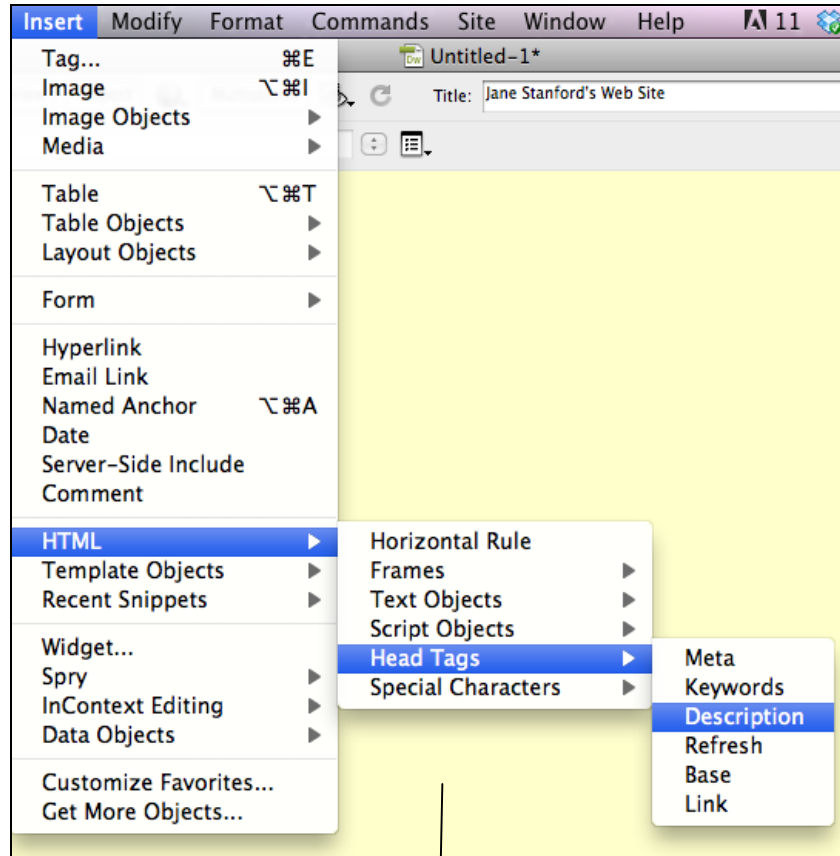 Insert Modify Format Commands Site Window Help 11
Tag... ⌘E
Untitled-1*
Image ⌥⌘I
Title: Jane Stanford's Web Site
Image Objects
Media
Table ⌥⌘T
Table Objects
Layout Objects
Form
Hyperlink
Email Link
Named Anchor ⌥⌘A
Date
Server-Side Include
Comment
HTML
Template Objects
Recent Snippets
Widget...
Spry
InContext Editing
Data Objects
Customize Favorites...
Get More Objects...
Horizontal Rule
Frames
Text Objects
Script Objects
Head Tags
Special Characters
Meta
Keywords
Description
Refresh
Base
Link